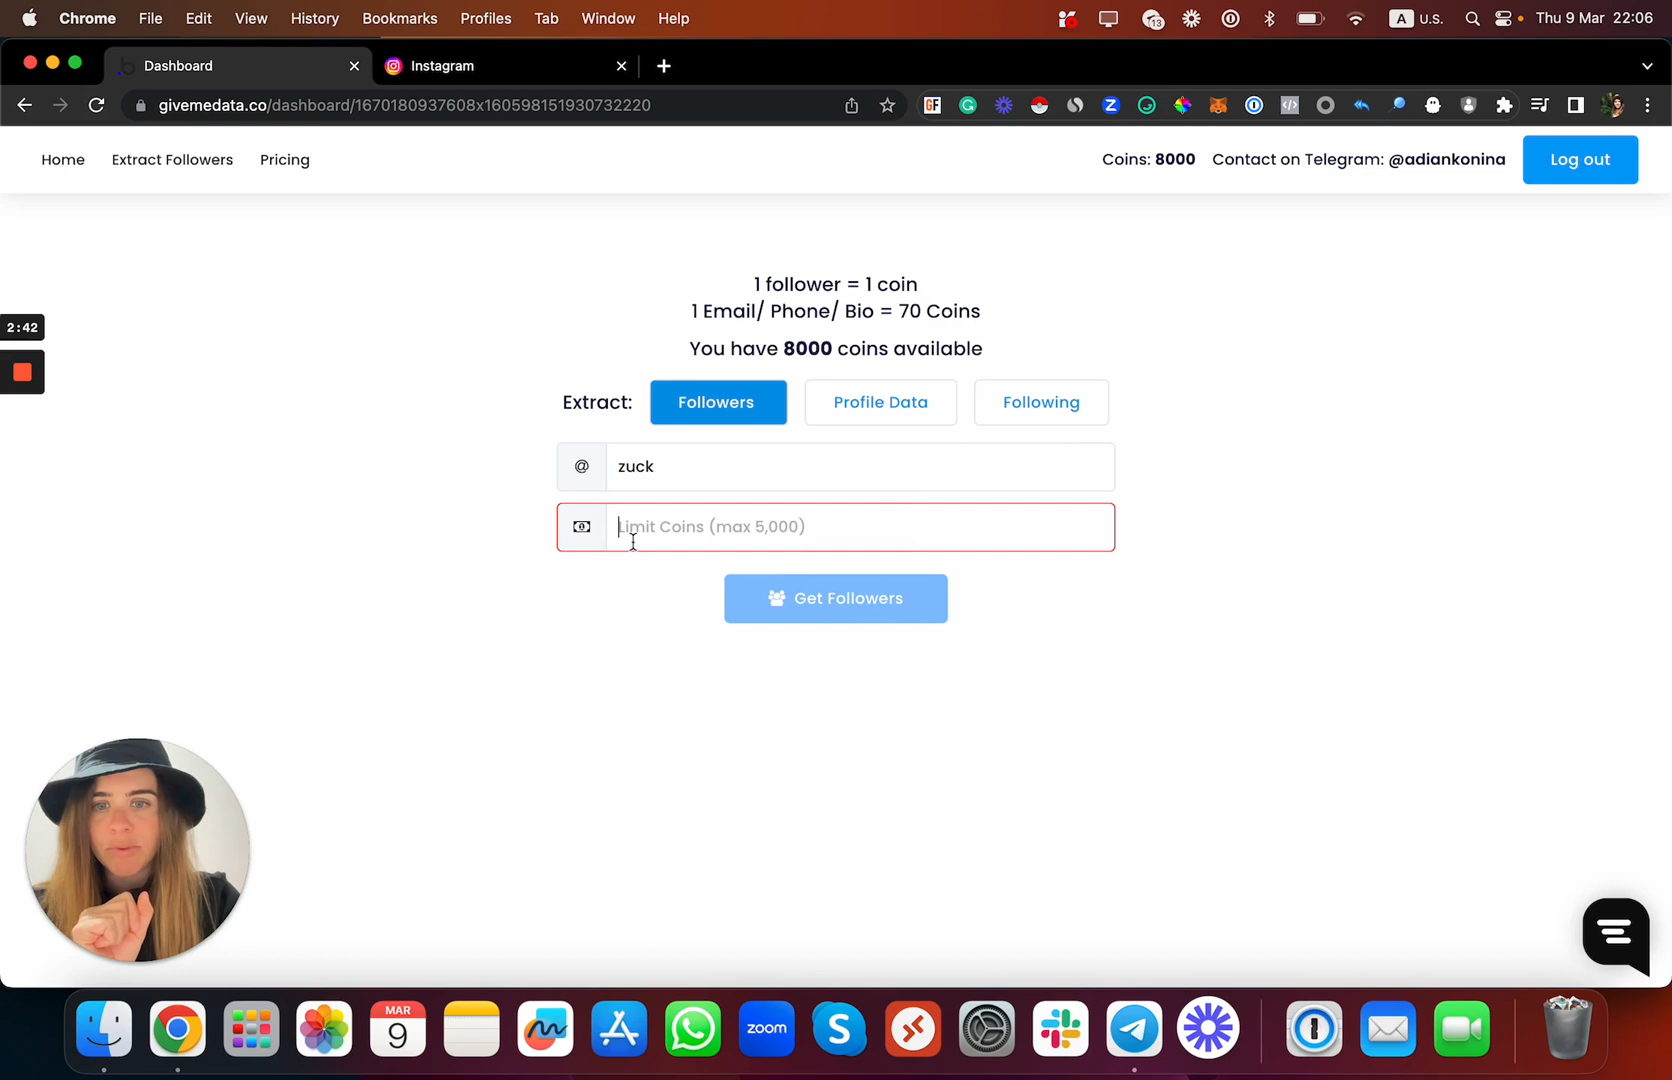 Chrome File Edit View History Bookmarks Profiles Tab Window Help
13 A U.S. Thu 9 Mar 22:06
Dashboard Instagram
givemedata.co/dashboard/1670180937608x160598151930732220
Home Extract Followers Pricing Coins: 8000 Contact on Telegram: @adiankonina Log out
1 follower = 1 coin
1 Email/ Phone/ Bio = 70 Coins
2:42
You have 8000 coins available
Extract: Followers Profile Data Following
@ zuck
Limit Coins (max 5,000)
Get Followers
MAR
9
zoom